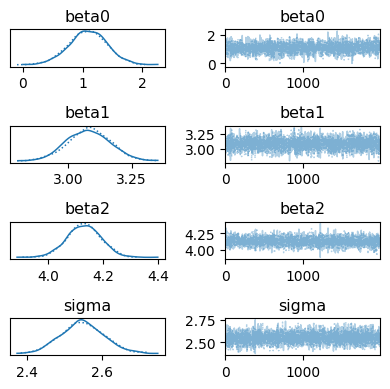 beta0 beta0
2
0
0 1 2 0 1000
beta1 beta1
3.25
3.00
3.00 3.25 0 1000
beta2 beta2
4.25
4.00
4.0 4.2 4.4 0 1000
sigma sigma
2.75
2.50
2.4 2.6 0 1000